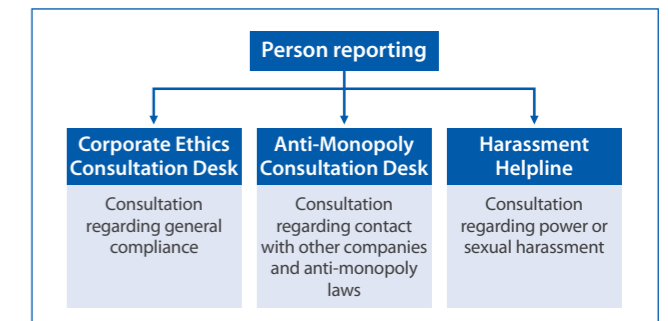 Person reporting
Corporate Ethics
Consultation Desk
Consultation
regarding general
compliance
Anti-Monopoly
Consultation Desk
Consultation
regarding contact
with other companies
and anti-monopoly
laws
Harassment
Helpline
Consultation
regarding power or
sexual harassment